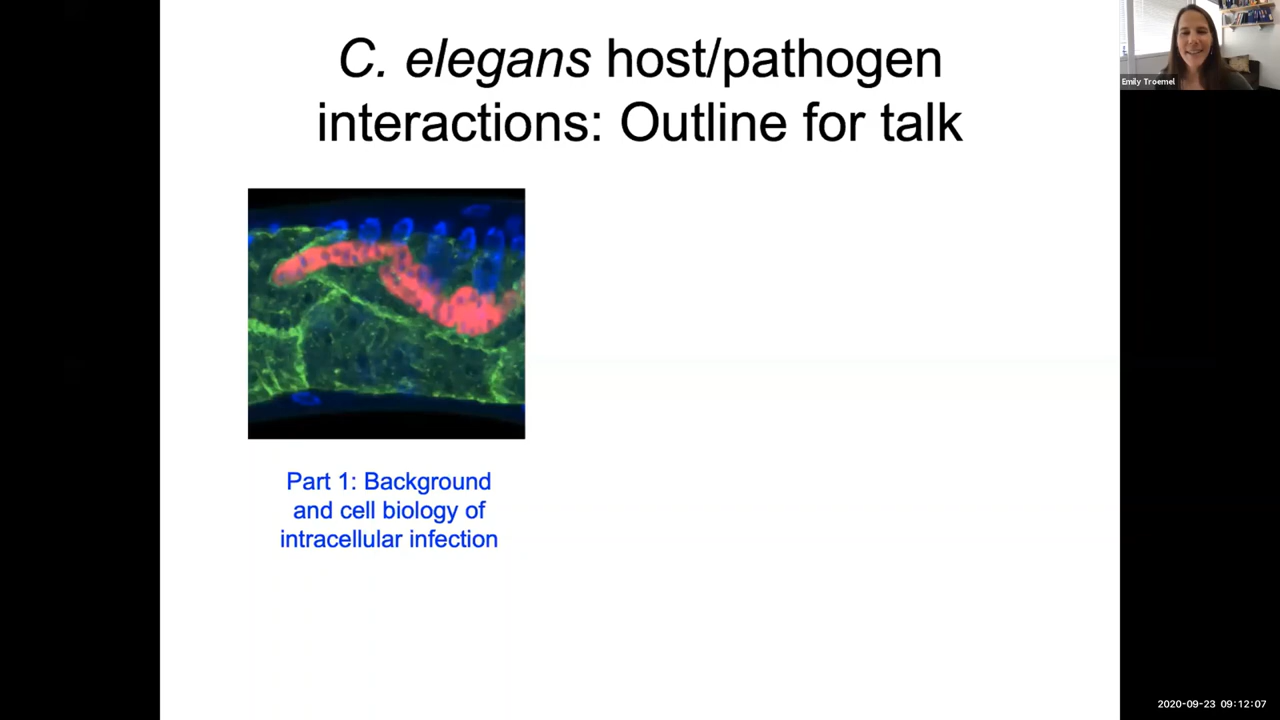 C. elegans host/pathogen
interactions: Outline for talk
Emily Troemel
Part 1: Background
and cell biology of
intracellular infection
2020-09-23 09:12:07